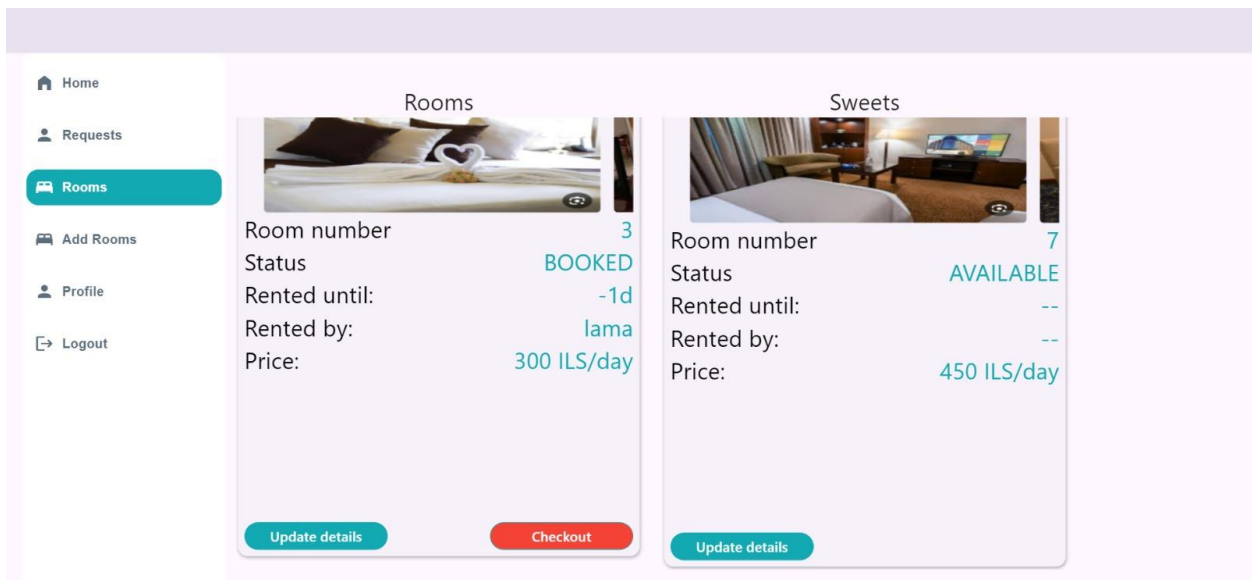 Home
Requests
Rooms
Add Rooms
Profile
Logout
Rooms
Room number 3
Status BOOKED
Rented until: -1d
Rented by: lama
Price: 300 ILS/day
Update details Checkout
Sweets
Room number 7
Status AVAILABLE
Rented until: --
Rented by: --
Price: 450 ILS/day
Update details